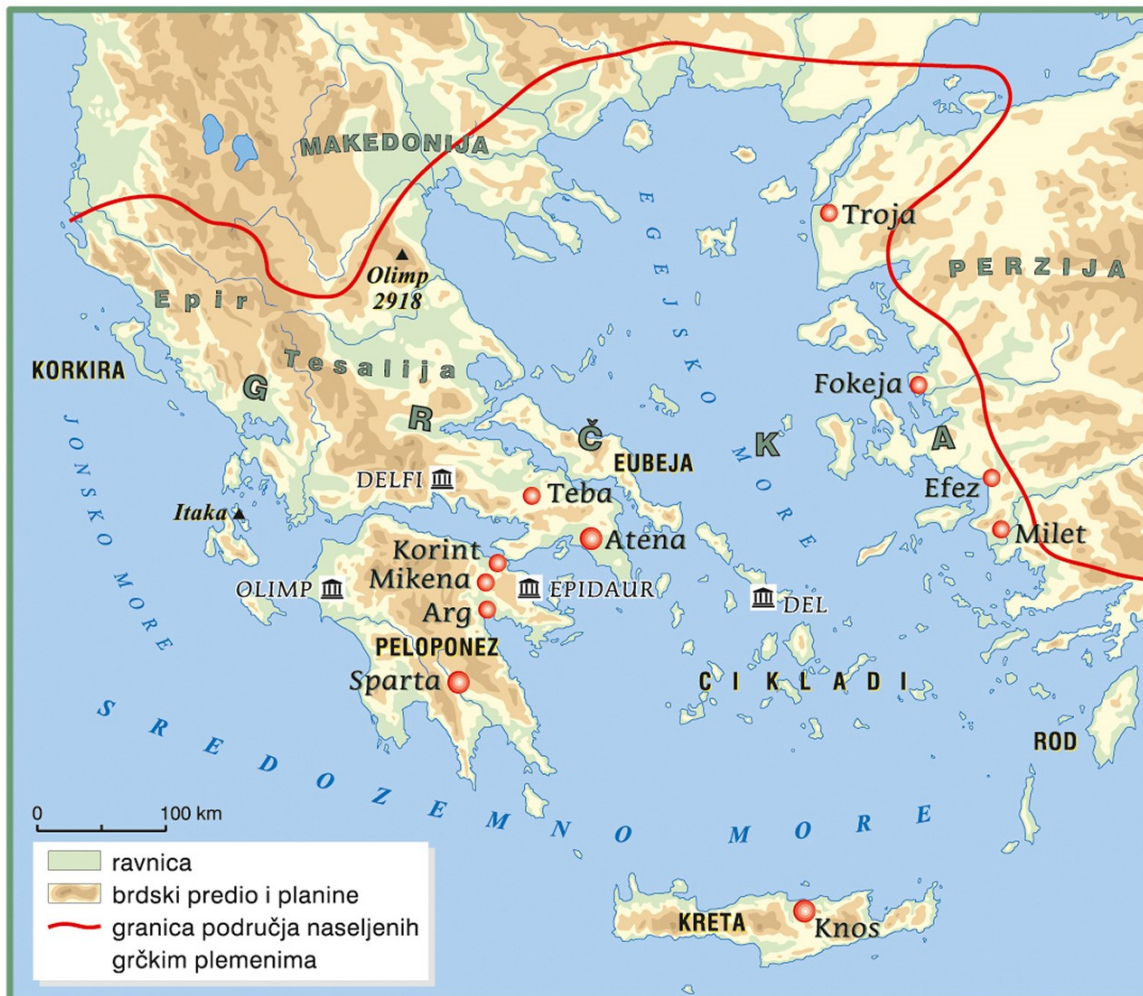 MAKEDONIJA
Troja
Olimp
2918
PERZIJA
Epir
Tesalija
KORKIRA
Fokeja
GRČKA
EGEJSKO MORE
JONSKO MORE
EUBEJA
DELFI
Teba
Efez
Itaka
Atena
Milet
Korint
Mikena
OLIMP
EPIDAUR
DEL
Arg
PELOPONEZ
Sparta
CIKLADI
ROD
SREDOZEMNO MORE
0 100 km
KRETA
Knos
ravnica
brdski predio i planine
granica područja naseljenih
grčkim plemenima